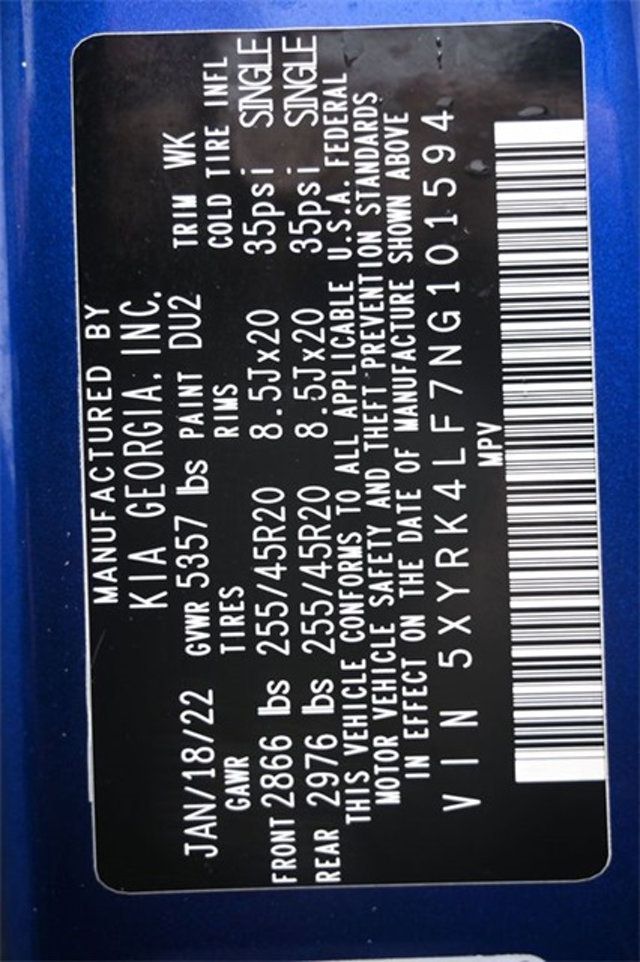 MANUFACTURED BY
KIA GEORGIA, INC.
JAN/18/22 GVWR 5357 lbs PAINT DU2 TRIM WK
GAWR TIRES RIMS COLD TIRE INFL
FRONT 2866 lbs 255/45R20 8.5Jx20 35psi SINGLE
REAR 2976 lbs 255/45R20 8.5Jx20 35psi SINGLE
THIS VEHICLE CONFORMS TO ALL APPLICABLE U.S.A. FEDERAL
MOTOR VEHICLE SAFETY AND THEFT PREVENTION STANDARDS
IN EFFECT ON THE DATE OF MANUFACTURE SHOWN ABOVE
VIN 5XYRK4LF7NG101594
MPV